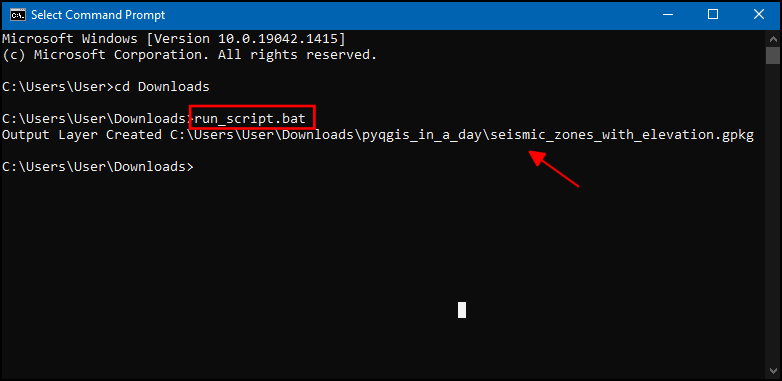 Select Command Prompt
Microsoft Windows [Version 10.0.19042.1415]
(c) Microsoft Corporation. All rights reserved.
C:\Users\User>cd Downloads
C:\Users\User\Downloads>run_script.bat
Output Layer Created C:\Users\User\Downloads\pyqgis_in_a_day\seismic_zones_with_elevation.gpkg
C:\Users\User\Downloads>